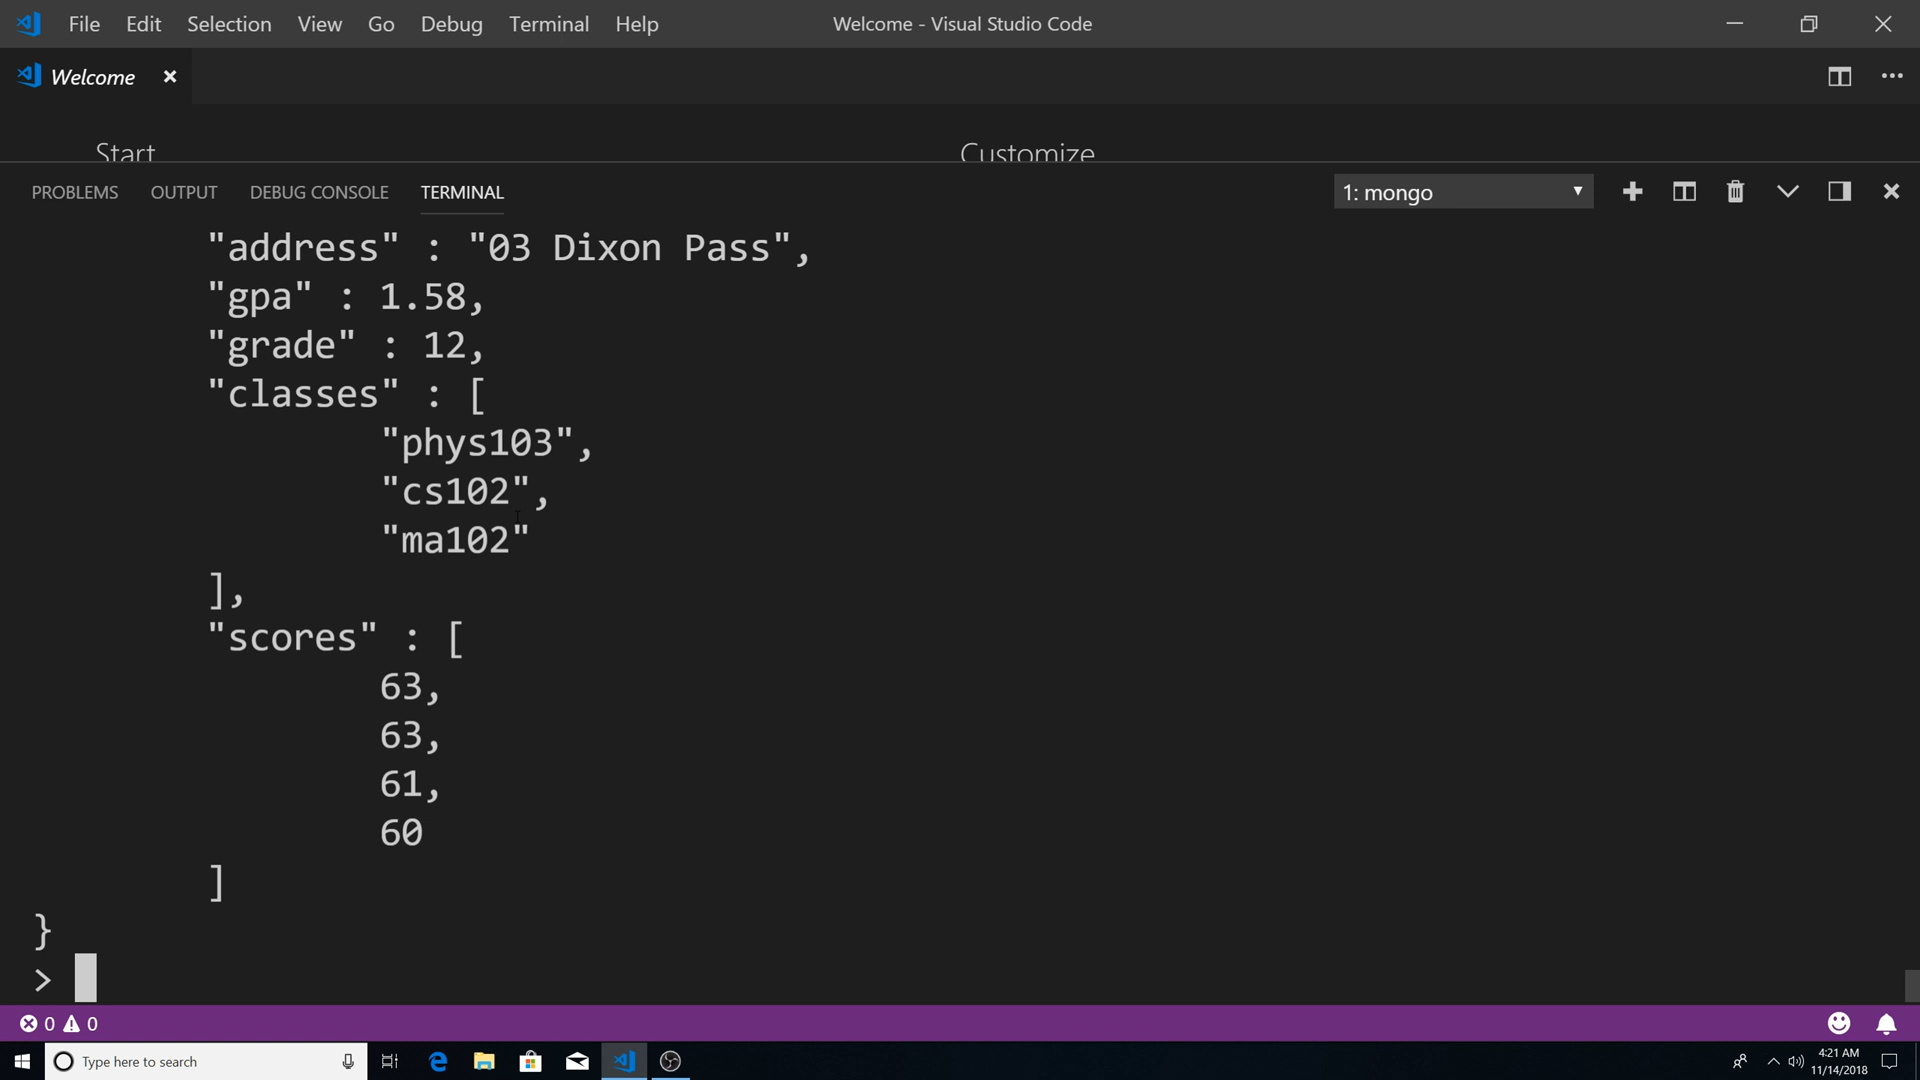 File Edit Selection View Go Debug Terminal Help Welcome - Visual Studio Code
Welcome
Start Customize
PROBLEMS OUTPUT DEBUG CONSOLE TERMINAL 1: mongo
"address" : "03 Dixon Pass",
"gpa" : 1.58,
"grade" : 12,
"classes" : [
"phys103",
"cs102",
"ma102"
],
"scores" : [
63,
63,
61,
60
]
}
>
0 0
Type here to search 4:21 AM
11/14/2018